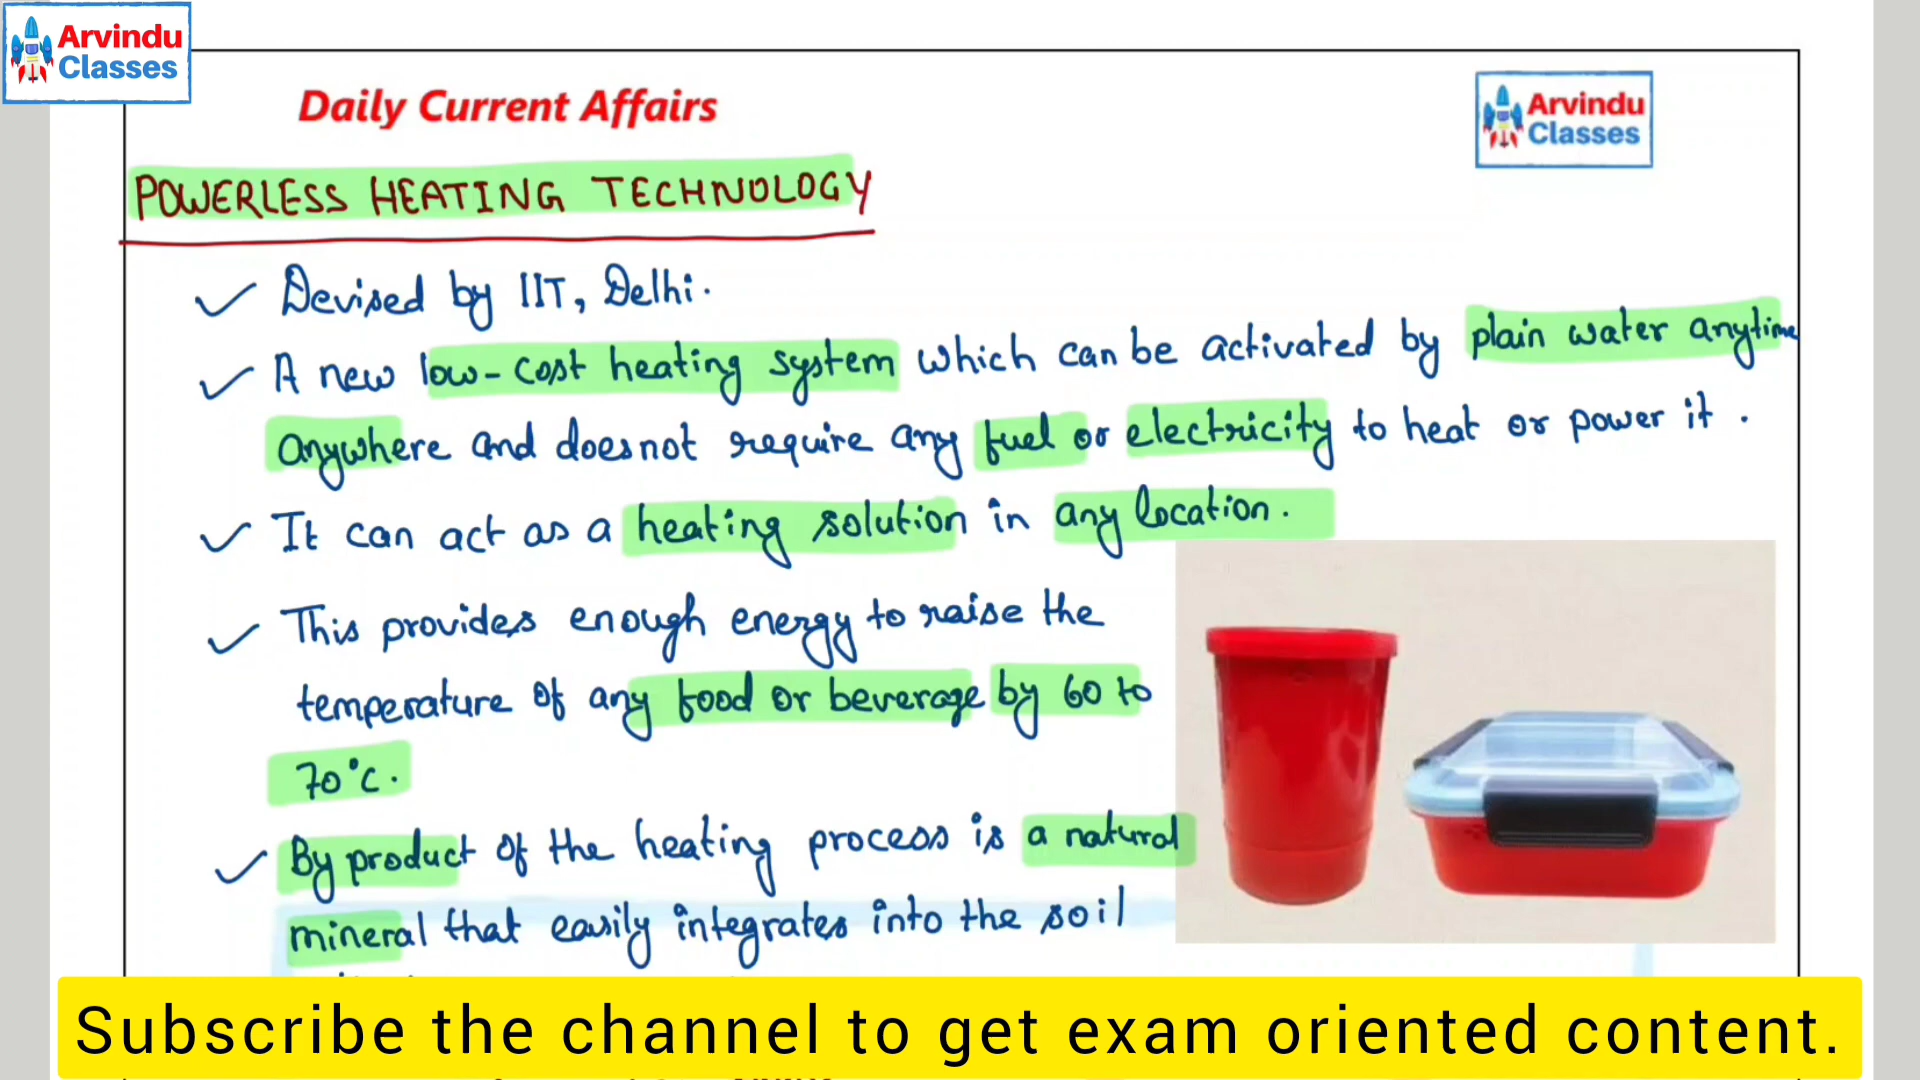 Arvindu
Classes
Daily Current Affairs
Arvindu
Classes
POWERLESS HEATING TECHNOLOGY
Devised by IIT, Delhi.
A new low-cost heating system which can be activated by plain water anytime
anywhere and doesnot require any fuel or electricity to heat or power it.
It can act as a heating solution in any location.
This provides enough energy to raise the
temperature of any food or beverage by 60 to
70°C.
By product of the heating process is a natural
mineral that easily integrates into the soil
Subscribe the channel to get exam oriented content.